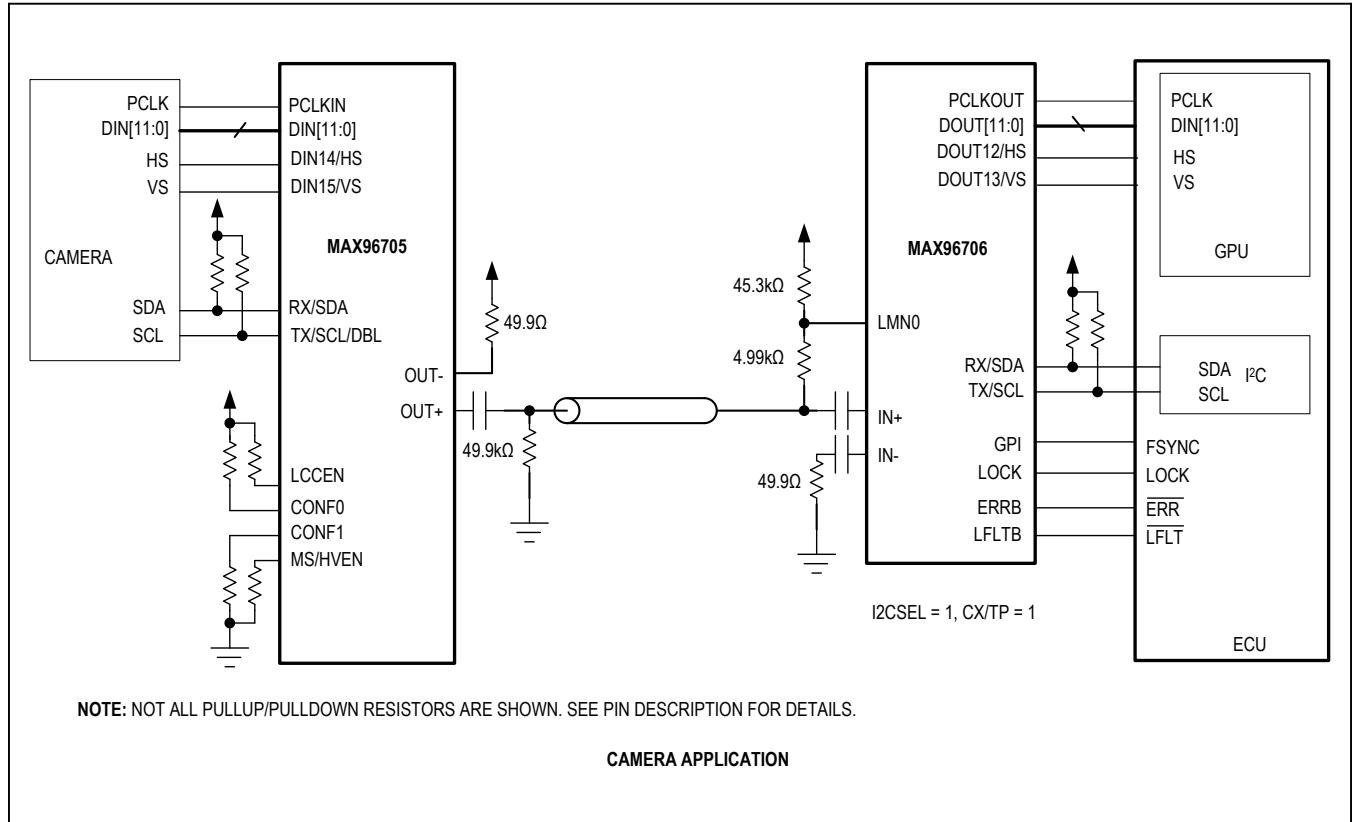 PCLK
DIN[11:0]
HS
VS
CAMERA
SDA
SCL
PCLKIN
DIN[11:0]
DIN14/HS
DIN15/VS
MAX96705
RX/SDA
TX/SCL/DBL
OUT-
OUT+
LCCEN
CONF0
CONF1
MS/HVEN
49.9Ω
49.9kΩ
45.3kΩ
4.99kΩ
49.9Ω
PCLKOUT
DOUT[11:0]
DOUT12/HS
DOUT13/VS
MAX96706
LMN0
RX/SDA
TX/SCL
IN+
IN-
GPI
LOCK
ERRB
LFLTB
I2CSEL = 1, CX/TP = 1
PCLK
DIN[11:0]
HS
VS
GPU
SDA I²C
SCL
FSYNC
LOCK
ERR
LFLT
ECU
NOTE: NOT ALL PULLUP/PULLDOWN RESISTORS ARE SHOWN. SEE PIN DESCRIPTION FOR DETAILS.
CAMERA APPLICATION